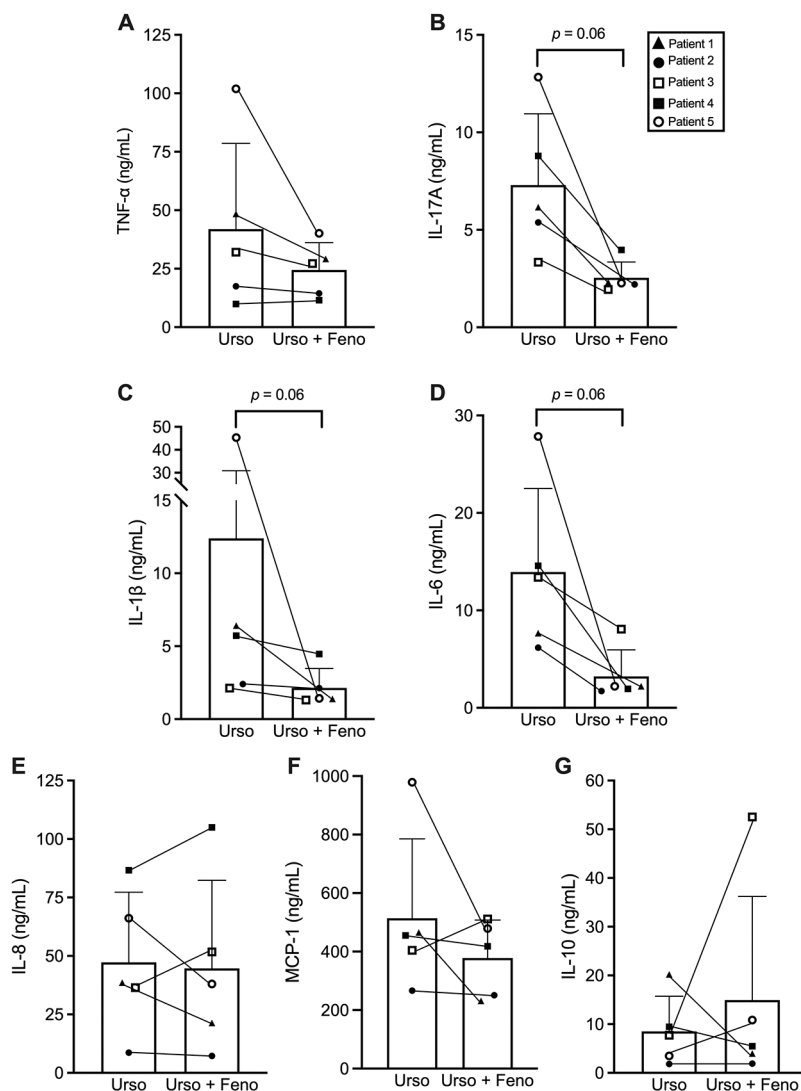 A
TNF-α (ng/mL)
125
100
75
50
25
0
Urso
Urso + Feno
B
IL-17A (ng/mL)
p = 0.06
15
10
5
0
Urso
Urso + Feno
Patient 1
Patient 2
Patient 3
Patient 4
Patient 5
C
IL-1β (ng/mL)
p = 0.06
50
45
40
30
15
10
5
0
Urso
Urso + Feno
D
IL-6 (ng/mL)
p = 0.06
30
20
10
0
Urso
Urso + Feno
E
IL-8 (ng/mL)
125
100
75
50
25
0
Urso
Urso + Feno
F
MCP-1 (ng/mL)
1000
800
600
400
200
0
Urso
Urso + Feno
G
IL-10 (ng/mL)
60
50
40
30
20
10
0
Urso
Urso + Feno